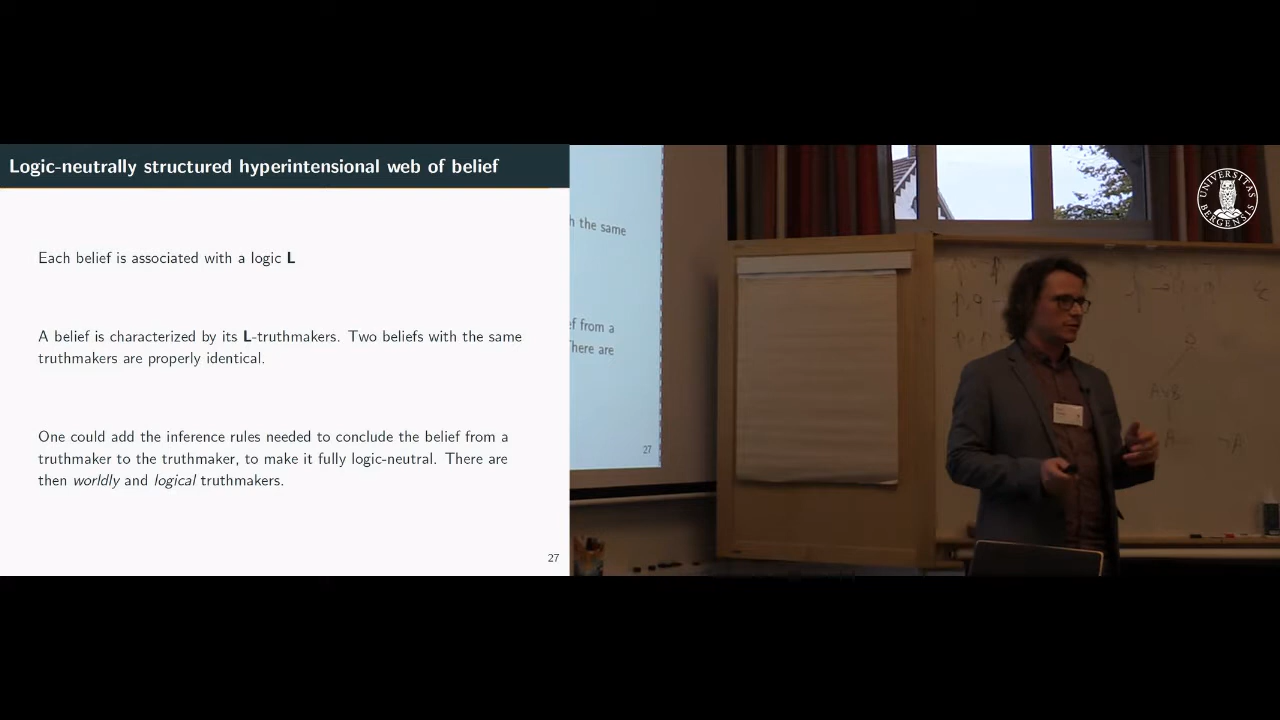 Logic-neutrally structured hyperintensional web of belief
Each belief is associated with a logic L
A belief is characterized by its L-truthmakers. Two beliefs with the same
truthmakers are properly identical.
One could add the inference rules needed to conclude the belief from a
truthmaker to the truthmaker, to make it fully logic-neutral. There are
then worldly and logical truthmakers.
27
h the same
ef from a
There are
27
UNIVERSITAS
BERGENSIS
A∨B
¬A